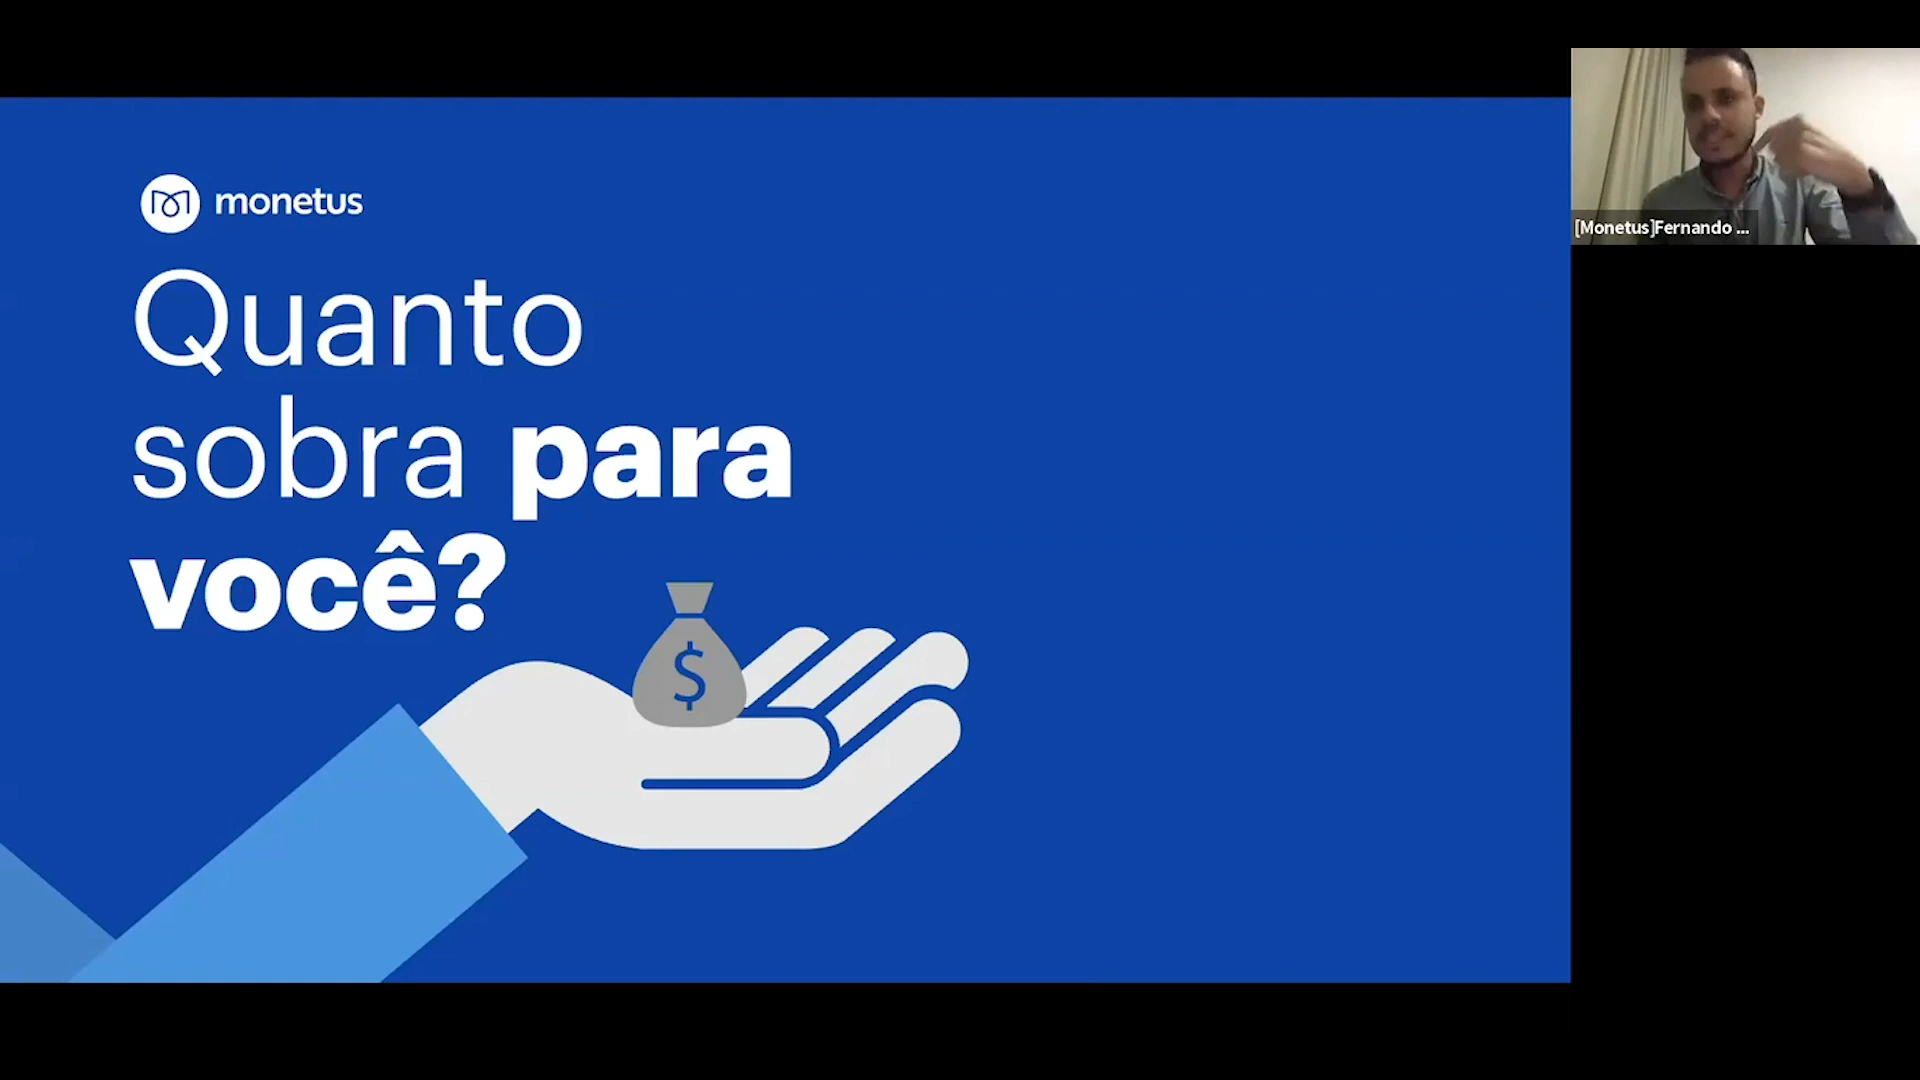 monetus
Quanto
sobra para
você?
$
[Monetus]Fernando ...